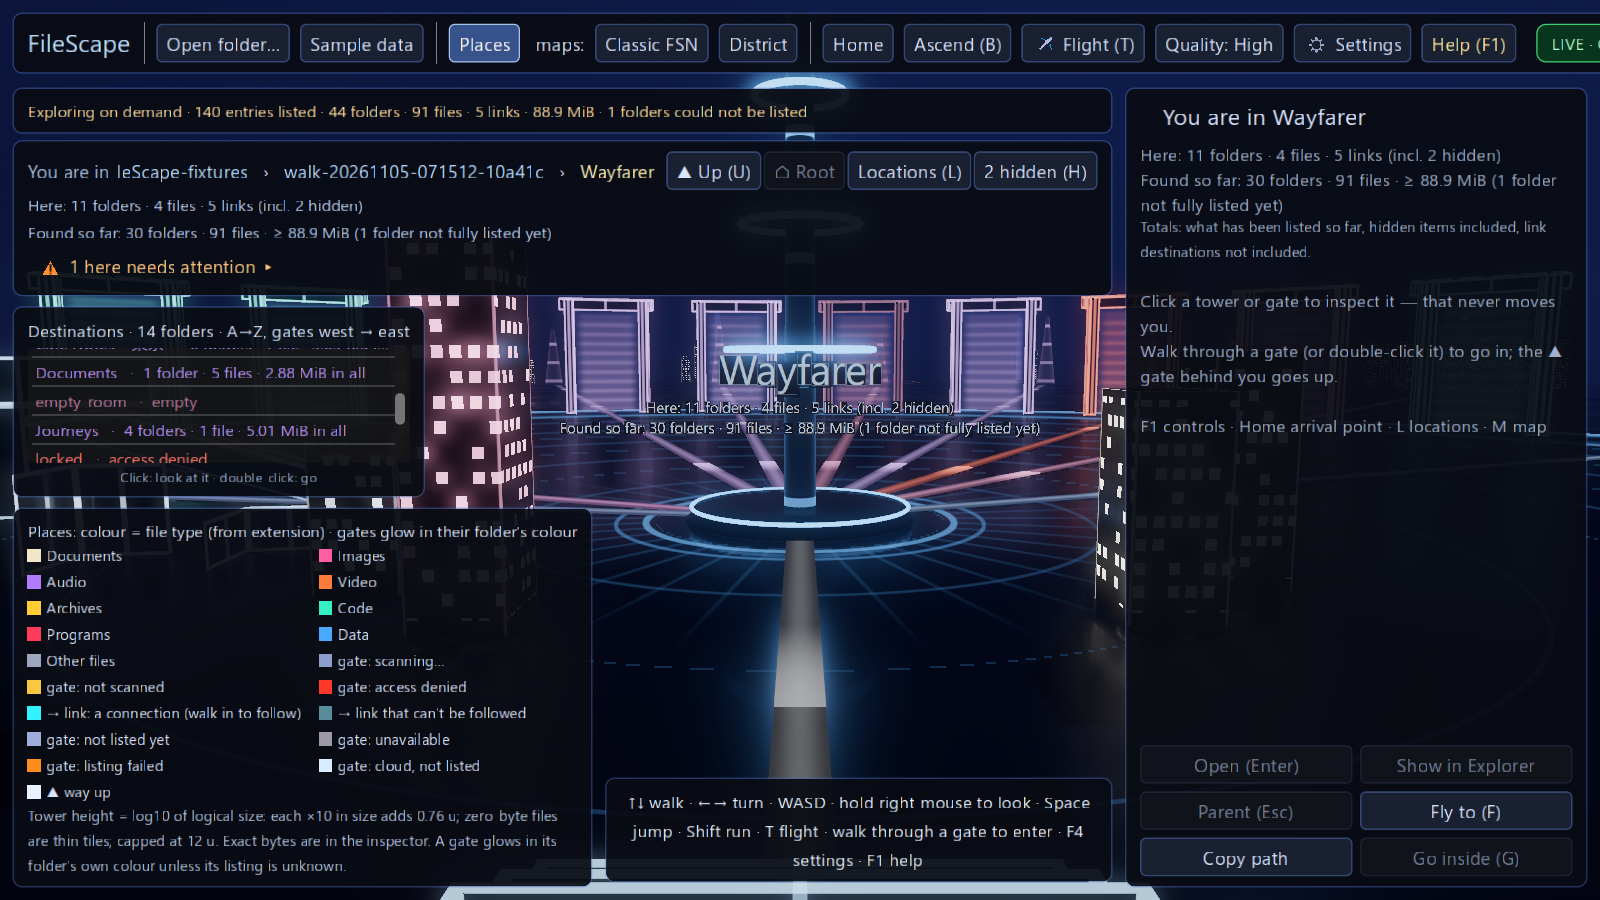 FileScape
Open folder...
Sample data
Places
maps:
Classic FSN
District
Home
Ascend (B)
Flight (T)
Quality: High
Settings
Help (F1)
LIVE ·
Exploring on demand · 140 entries listed · 44 folders · 91 files · 5 links · 88.9 MiB · 1 folders could not be listed
You are in leScape-fixtures › walk-20261105-071512-10a41c › Wayfarer
▲ Up (U)
Root
Locations (L)
2 hidden (H)
Here: 11 folders · 4 files · 5 links (incl. 2 hidden)
Found so far: 30 folders · 91 files · ≥ 88.9 MiB (1 folder not fully listed yet)
1 here needs attention ▸
Destinations · 14 folders · A→Z, gates west → east
Documents · 1 folder · 5 files · 2.88 MiB in all
empty room · empty
Journeys · 4 folders · 1 file · 5.01 MiB in all
locked · access denied
Click: look at it · double click: go
Wayfarer
Here: 11 folders · 4 files · 5 links (incl. 2 hidden)
Found so far: 30 folders · 91 files · ≥ 88.9 MiB (1 folder not fully listed yet)
Places: colour = file type (from extension) · gates glow in their folder's colour
Documents
Images
Audio
Video
Archives
Code
Programs
Data
Other files
gate: scanning...
gate: not scanned
gate: access denied
→ link: a connection (walk in to follow)
→ link that can't be followed
gate: not listed yet
gate: unavailable
gate: listing failed
gate: cloud, not listed
▲ way up
Tower height = log10 of logical size: each ×10 in size adds 0.76 u; zero byte files
are thin tiles; capped at 12 u. Exact bytes are in the inspector. A gate glows in its
folder's own colour unless its listing is unknown.
↑↓ walk · ←→ turn · WASD · hold right mouse to look · Space
jump · Shift run · T flight · walk through a gate to enter · F4
settings · F1 help
You are in Wayfarer
Here: 11 folders · 4 files · 5 links (incl. 2 hidden)
Found so far: 30 folders · 91 files · ≥ 88.9 MiB (1 folder
not fully listed yet)
Totals: what has been listed so far, hidden items included, link
destinations not included.
Click a tower or gate to inspect it — that never moves
you.
Walk through a gate (or double-click it) to go in; the ▲
gate behind you goes up.
F1 controls · Home arrival point · L locations · M map
Open (Enter)
Show in Explorer
Parent (Esc)
Fly to (F)
Copy path
Go inside (G)